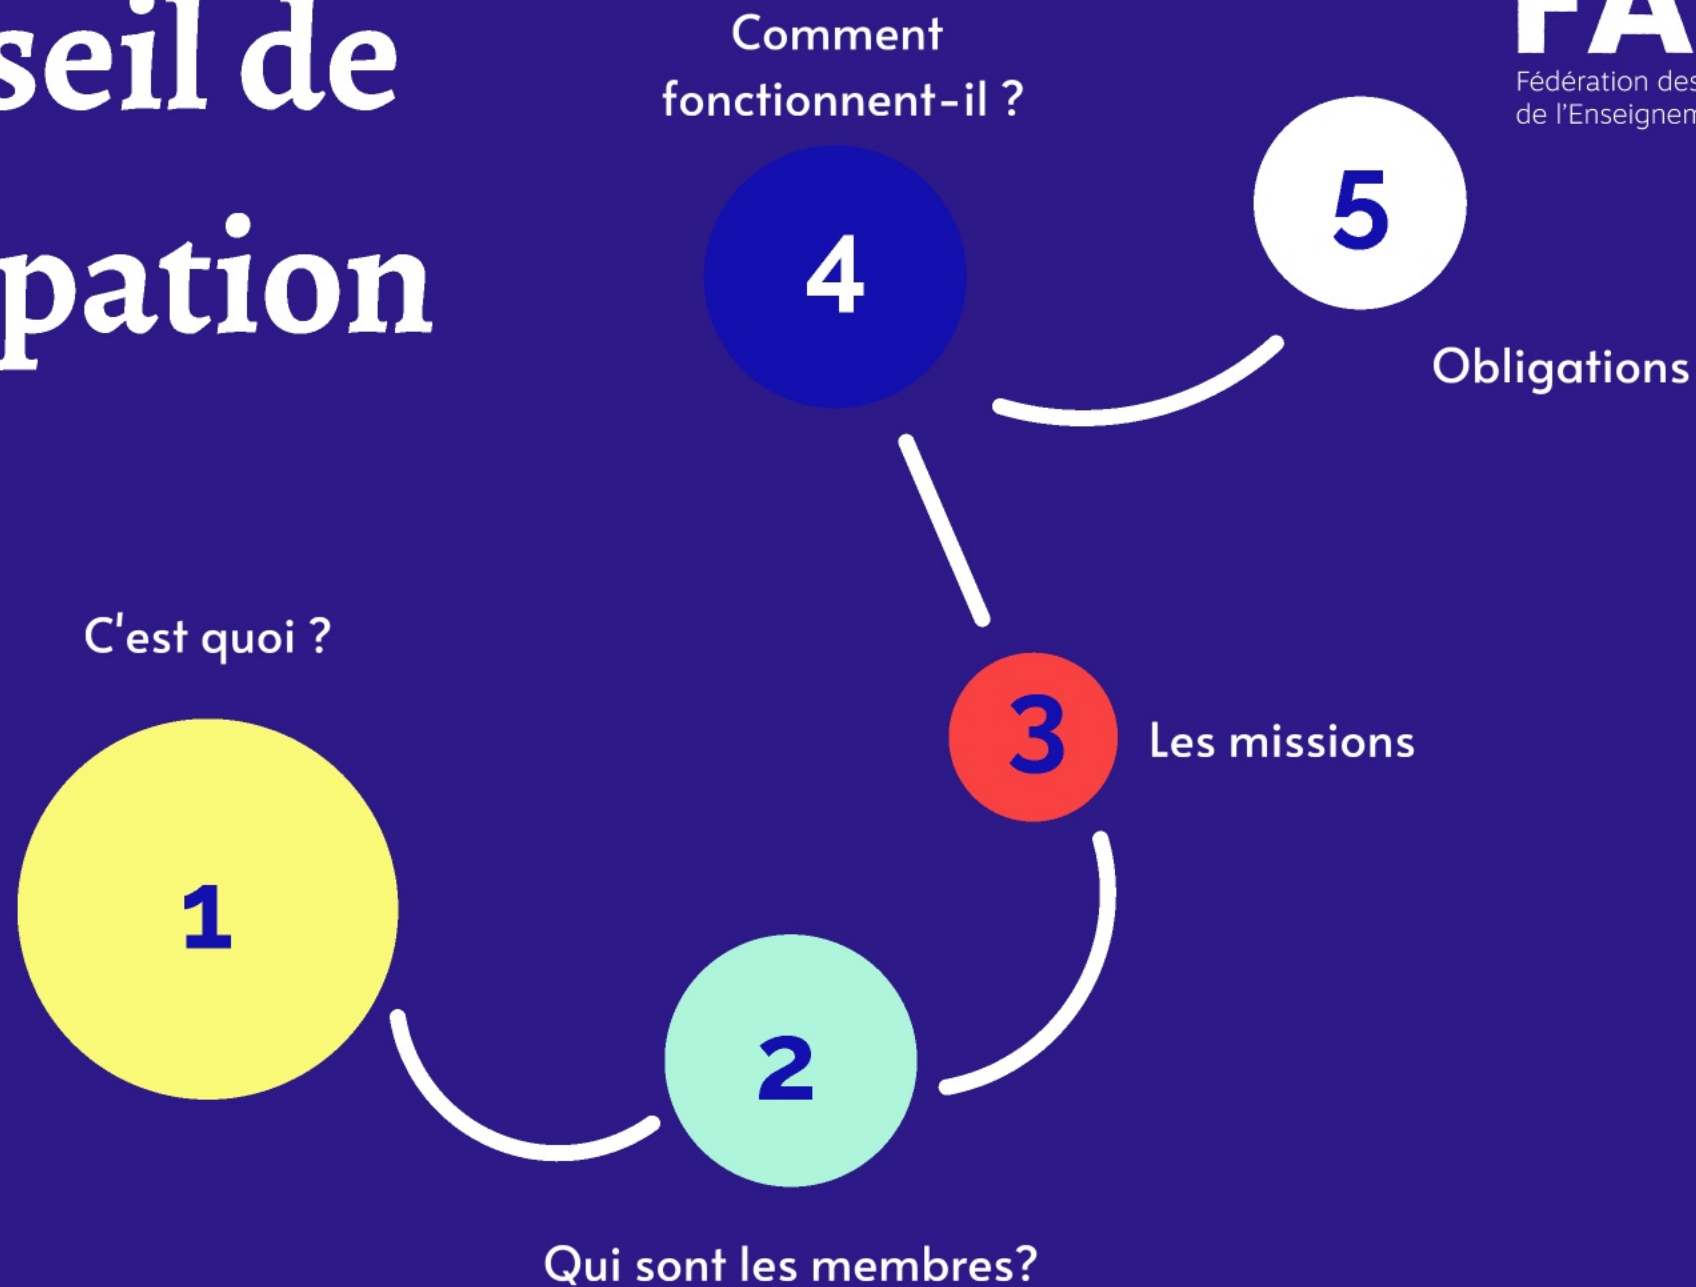 seil de
pation
Comment
fonctionnent-il ?
4
FA
Fédération des
de l'Enseignem
5
Obligations
C'est quoi ?
1
3
Les missions
2
Qui sont les membres?